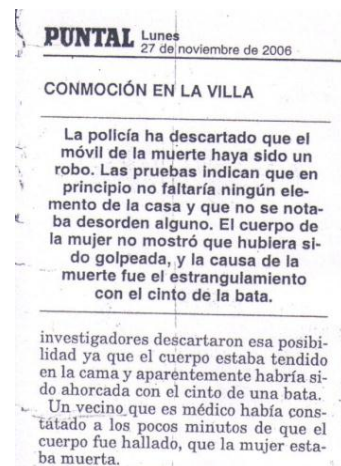 PUNTAL Lunes
27 de noviembre de 2006
CONMOCIÓN EN LA VILLA
La policía ha descartado que el
móvil de la muerte haya sido un
robo. Las pruebas indican que en
principio no faltaría ningún ele-
mento de la casa y que no se nota-
ba desorden alguno. El cuerpo de
la mujer no mostró que hubiera si-
do golpeada, y la causa de la
muerte fue el estrangulamiento
con el cinto de la bata.
investigadores descartaron esa posibi-
lidad ya que el cuerpo estaba tendido
en la cama y aparentemente habría si-
do ahorcada con el cinto de una bata.
Un vecino que es médico había cons-
tatado a los pocos minutos de que el
cuerpo fue hallado, que la mujer esta-
ba muerta.